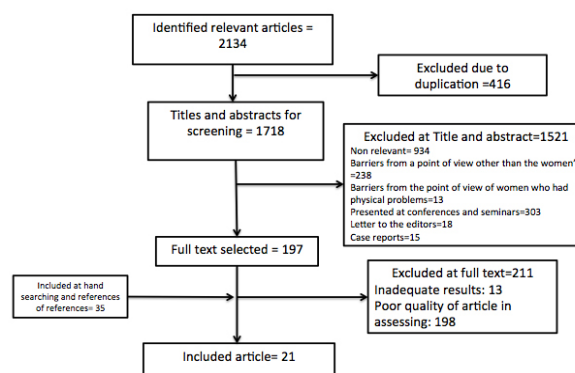 Identified relevant articles =
2134
Excluded due to
duplication =416
Titles and abstracts for
screening = 1718
Excluded at Title and abstract=1521
Non relevant= 934
Barriers from a point of view other than the women'
=238
Barriers from the point of view of women who had
physical problems=13
Presented at conferences and seminars=303
Letter to the editors=18
Case reports=15
Full text selected = 197
Included at hand
searching and references
of references= 35
Excluded at full text=211
Inadequate results: 13
Poor quality of article in
assessing: 198
Included article= 21